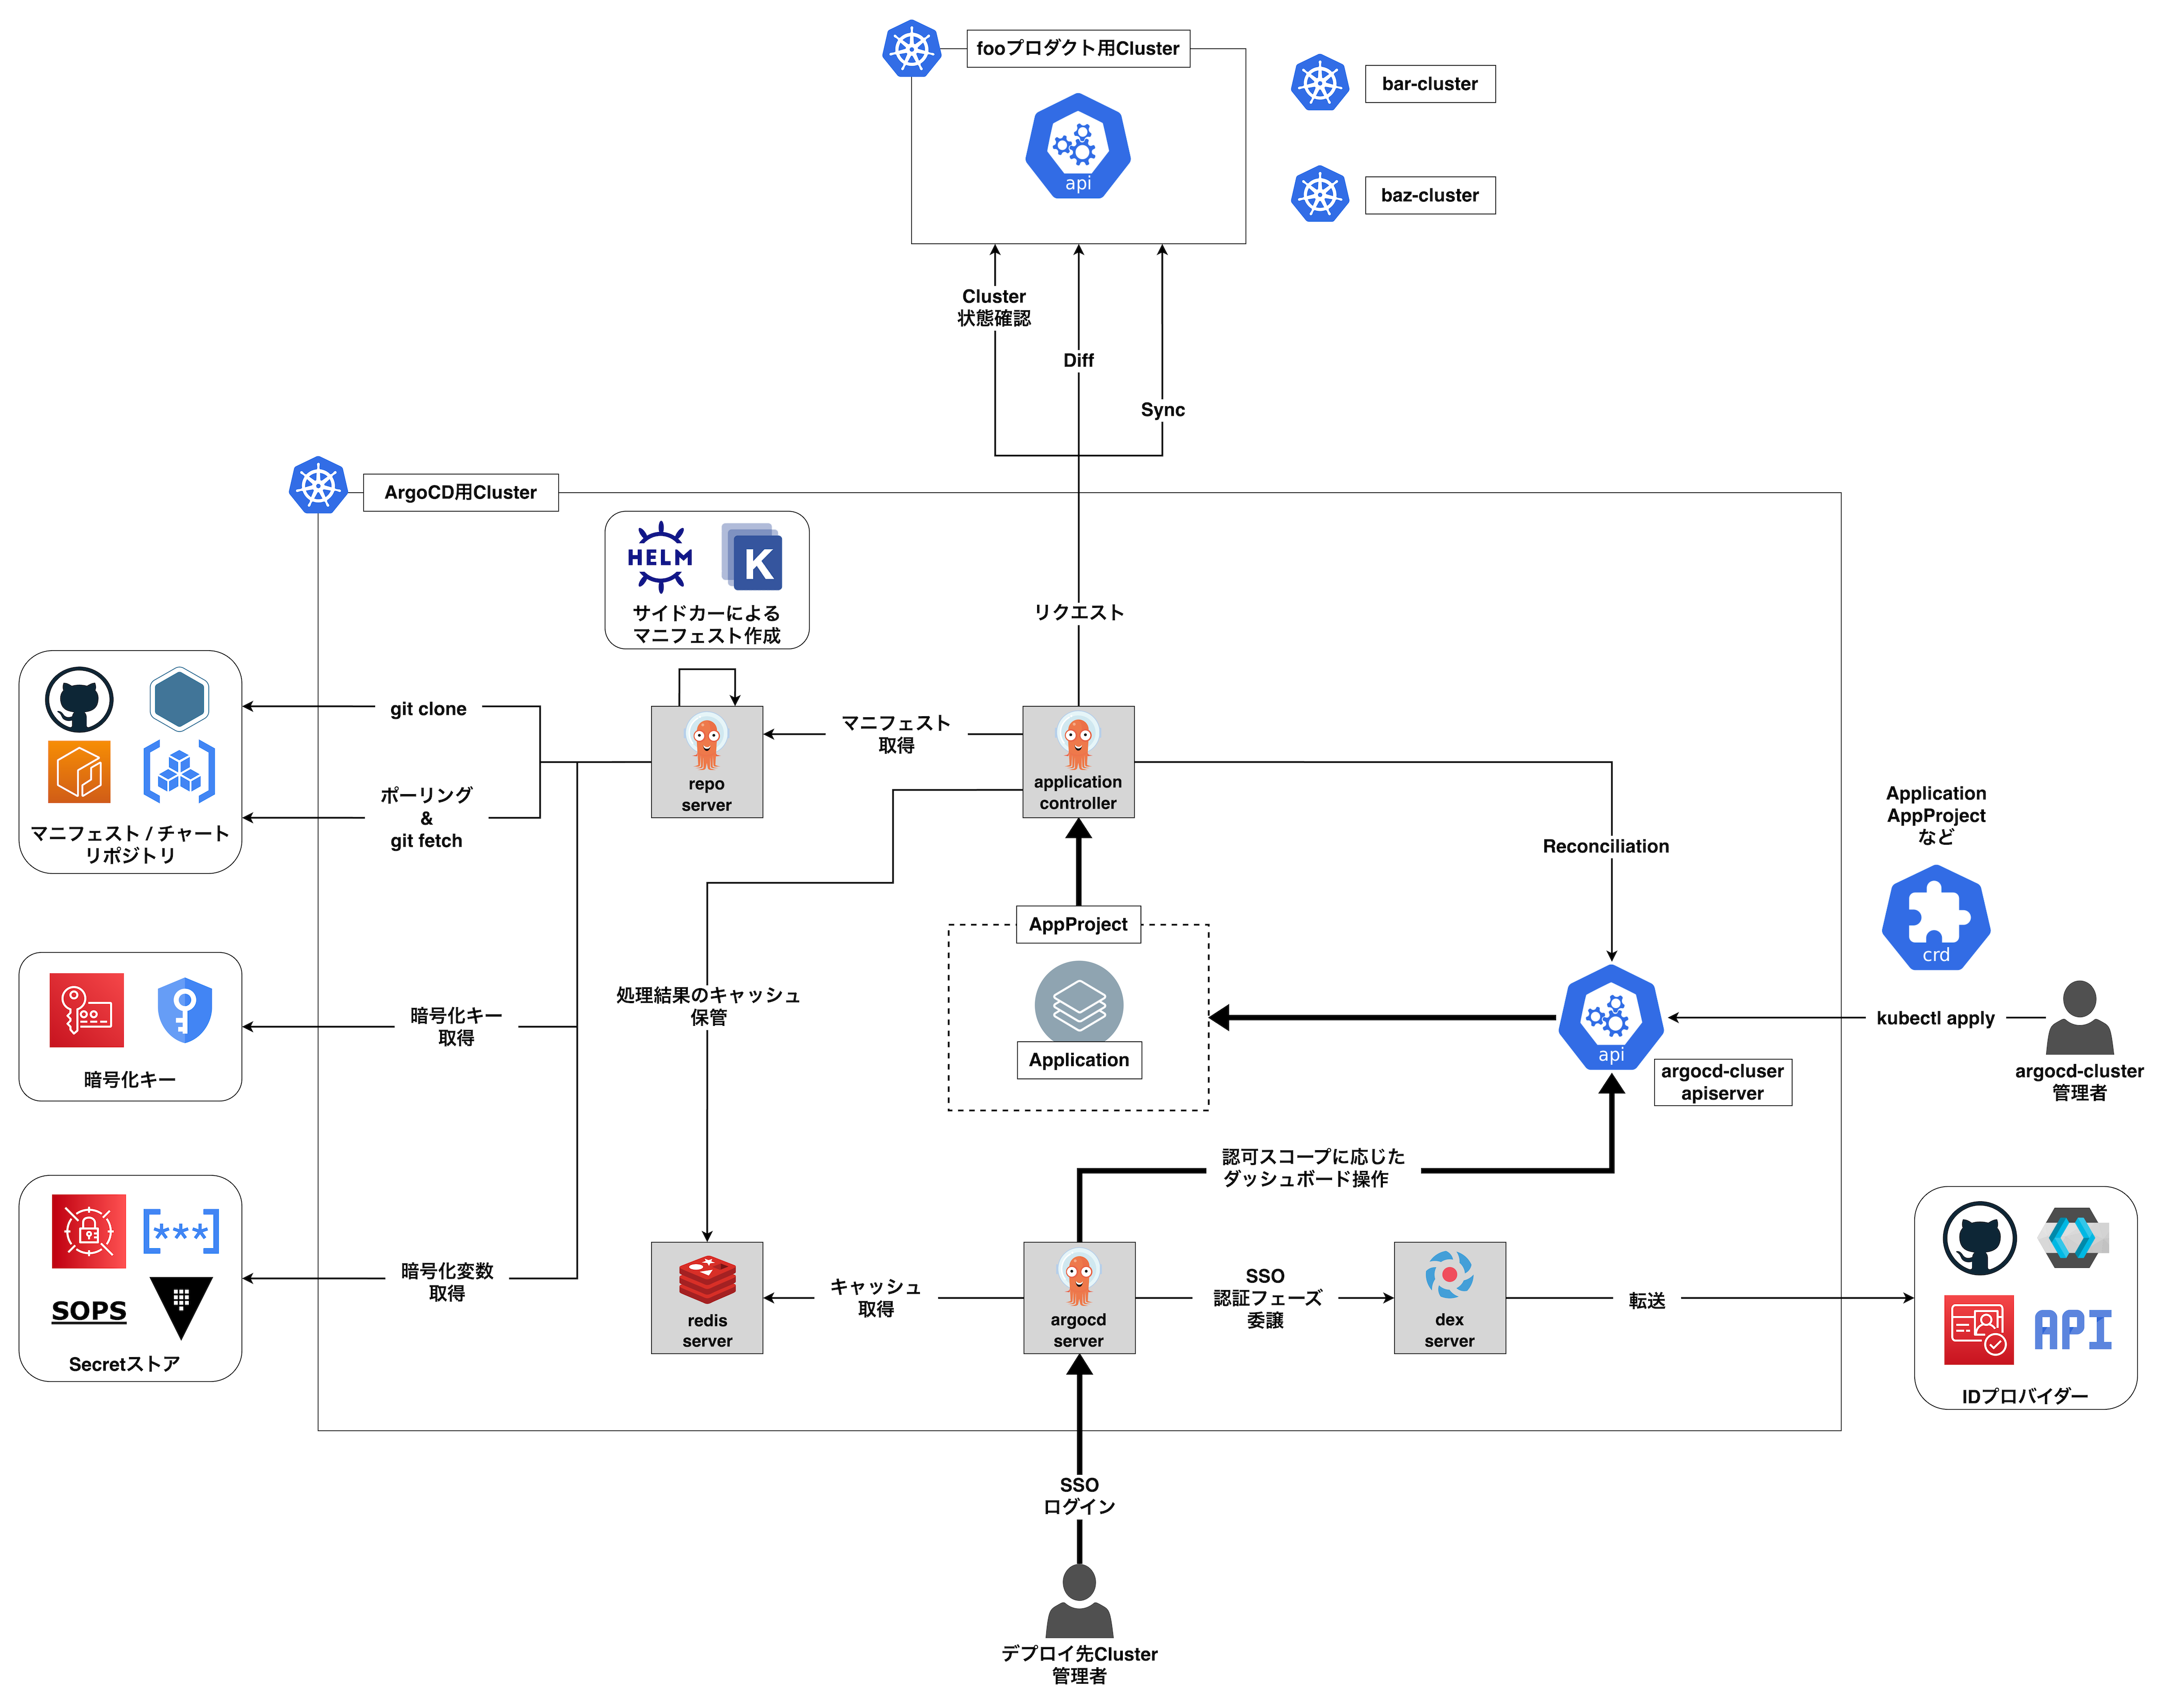 fooプロダクト用Cluster
api
bar-cluster
baz-cluster
Cluster
状態確認
Diff
Sync
ArgoCD用Cluster
HELM
K
サイドカーによる
マニフェスト作成
リクエスト
git clone
ポーリング
&
git fetch
マニフェスト / チャート
リポジトリ
repo
server
マニフェスト
取得
application
controller
Reconciliation
Application
AppProject
など
crd
AppProject
Application
処理結果のキャッシュ
保管
暗号化キー
取得
暗号化キー
api
argocd-cluser
apiserver
kubectl apply
argocd-cluster
管理者
認可スコープに応じた
ダッシュボード操作
[***]
SOPS
Secretストア
暗号化変数
取得
redis
server
キャッシュ
取得
argocd
server
SSO
認証フェーズ
委譲
dex
server
転送
API
IDプロバイダー
SSO
ログイン
デプロイ先Cluster
管理者